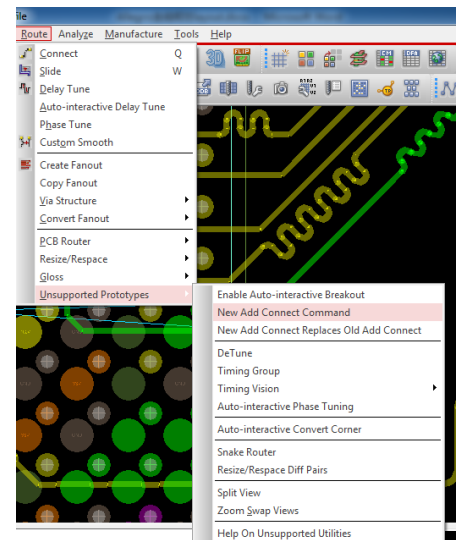 ile
Route Analyze Manufacture Tools Help
Connect Q
Slide W
Delay Tune
Auto-interactive Delay Tune
Phase Tune
Custom Smooth
Create Fanout
Copy Fanout
Via Structure
Convert Fanout
PCB Router
Resize/Respace
Gloss
Unsupported Prototypes
Enable Auto-interactive Breakout
New Add Connect Command
New Add Connect Replaces Old Add Connect
DeTune
Timing Group
Timing Vision
Auto-interactive Phase Tuning
Auto-interactive Convert Corner
Snake Router
Resize/Respace Diff Pairs
Split View
Zoom Swap Views
Help On Unsupported Utilities
3D
FLIP